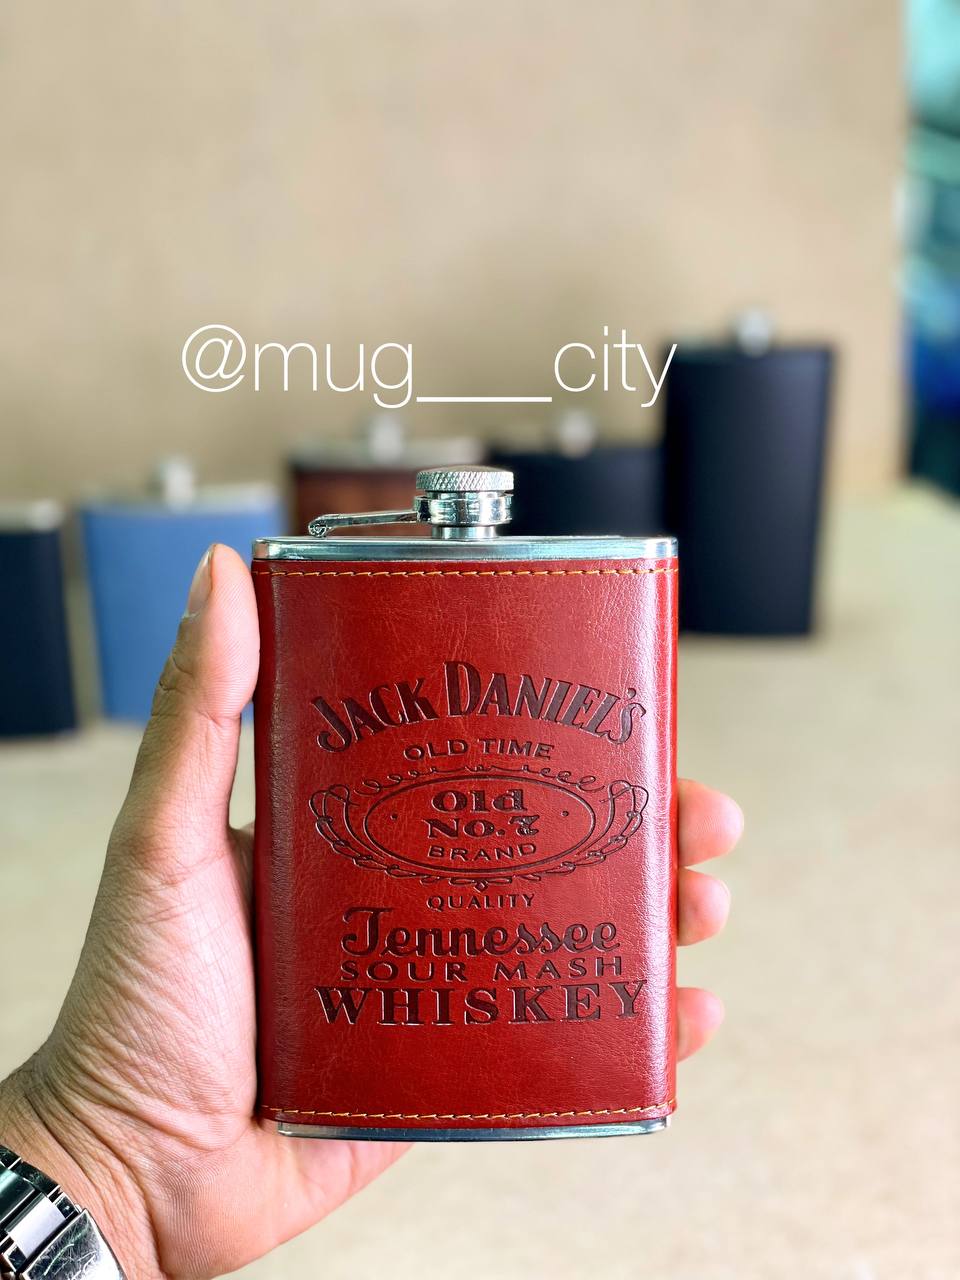 @mug___city
JACK DANIEL'S
OLD TIME
Old
No.7
BRAND
QUALITY
Tennessee
SOUR MASH
WHISKEY